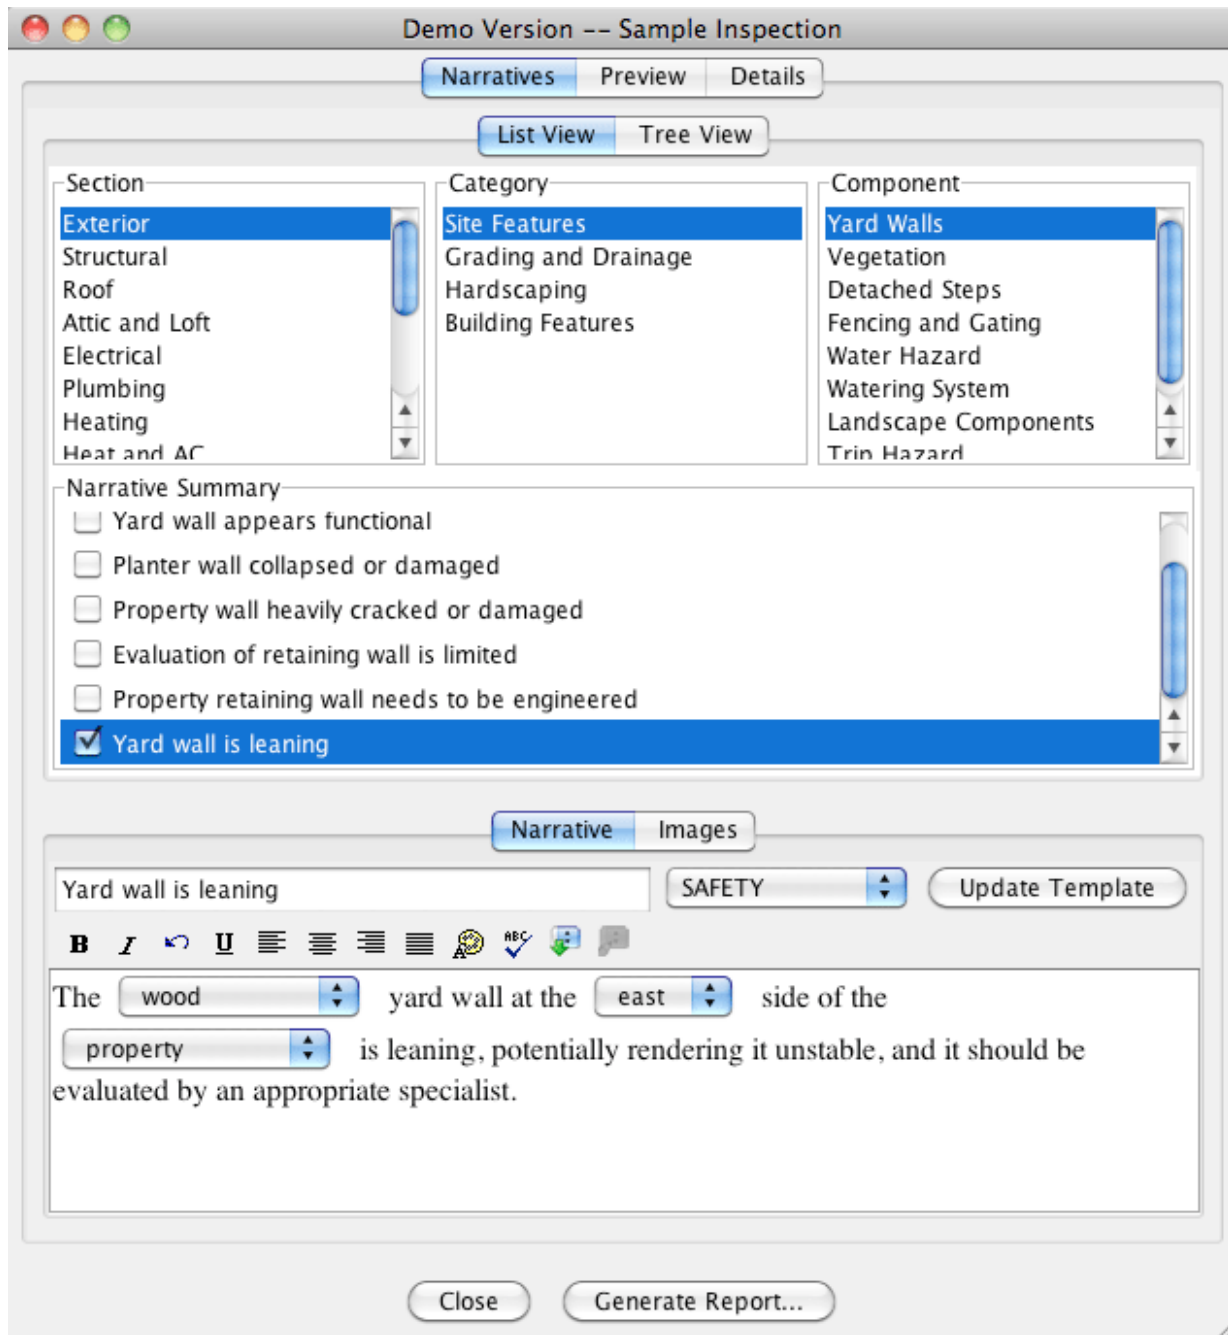 Demo Version -- Sample Inspection
Narratives Preview Details
List View Tree View
Section Category Component
Exterior Site Features Yard Walls
Structural Grading and Drainage Vegetation
Roof Hardscaping Detached Steps
Attic and Loft Building Features Fencing and Gating
Electrical Water Hazard
Plumbing Watering System
Heating Landscape Components
Heat and AC Trip Hazard
Narrative Summary
Yard wall appears functional
Planter wall collapsed or damaged
Property wall heavily cracked or damaged
Evaluation of retaining wall is limited
Property retaining wall needs to be engineered
Yard wall is leaning
Narrative Images
Yard wall is leaning SAFETY Update Template
B I U A ABC
The wood yard wall at the east side of the
property is leaning, potentially rendering it unstable, and it should be
evaluated by an appropriate specialist.
Close Generate Report...